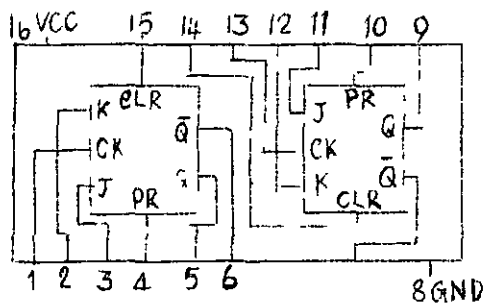 16 VCC 15 14 13 12 11 10 9
CLR PR
K J
Q̅ Q
CK CK
J Q K Q̅
PR CLR
1 2 3 4 5 6 8 GND